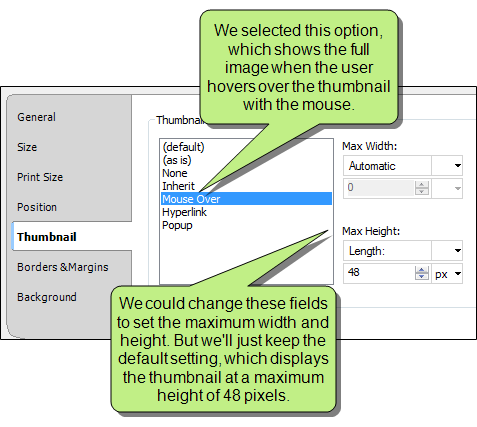 We selected this option,
which shows the full
image when the user
hovers over the thumbnail
with the mouse.
General
Size
Print Size
Position
Thumbnail
Borders &Margins
Background
Thumbnail
(default)
(as is)
None
Inherit
Mouse Over
Hyperlink
Popup
Max Width:
Automatic
0
Max Height:
Length:
48
px
We could change these fields
to set the maximum width and
height. But we'll just keep the
default setting, which displays
the thumbnail at a maximum
height of 48 pixels.